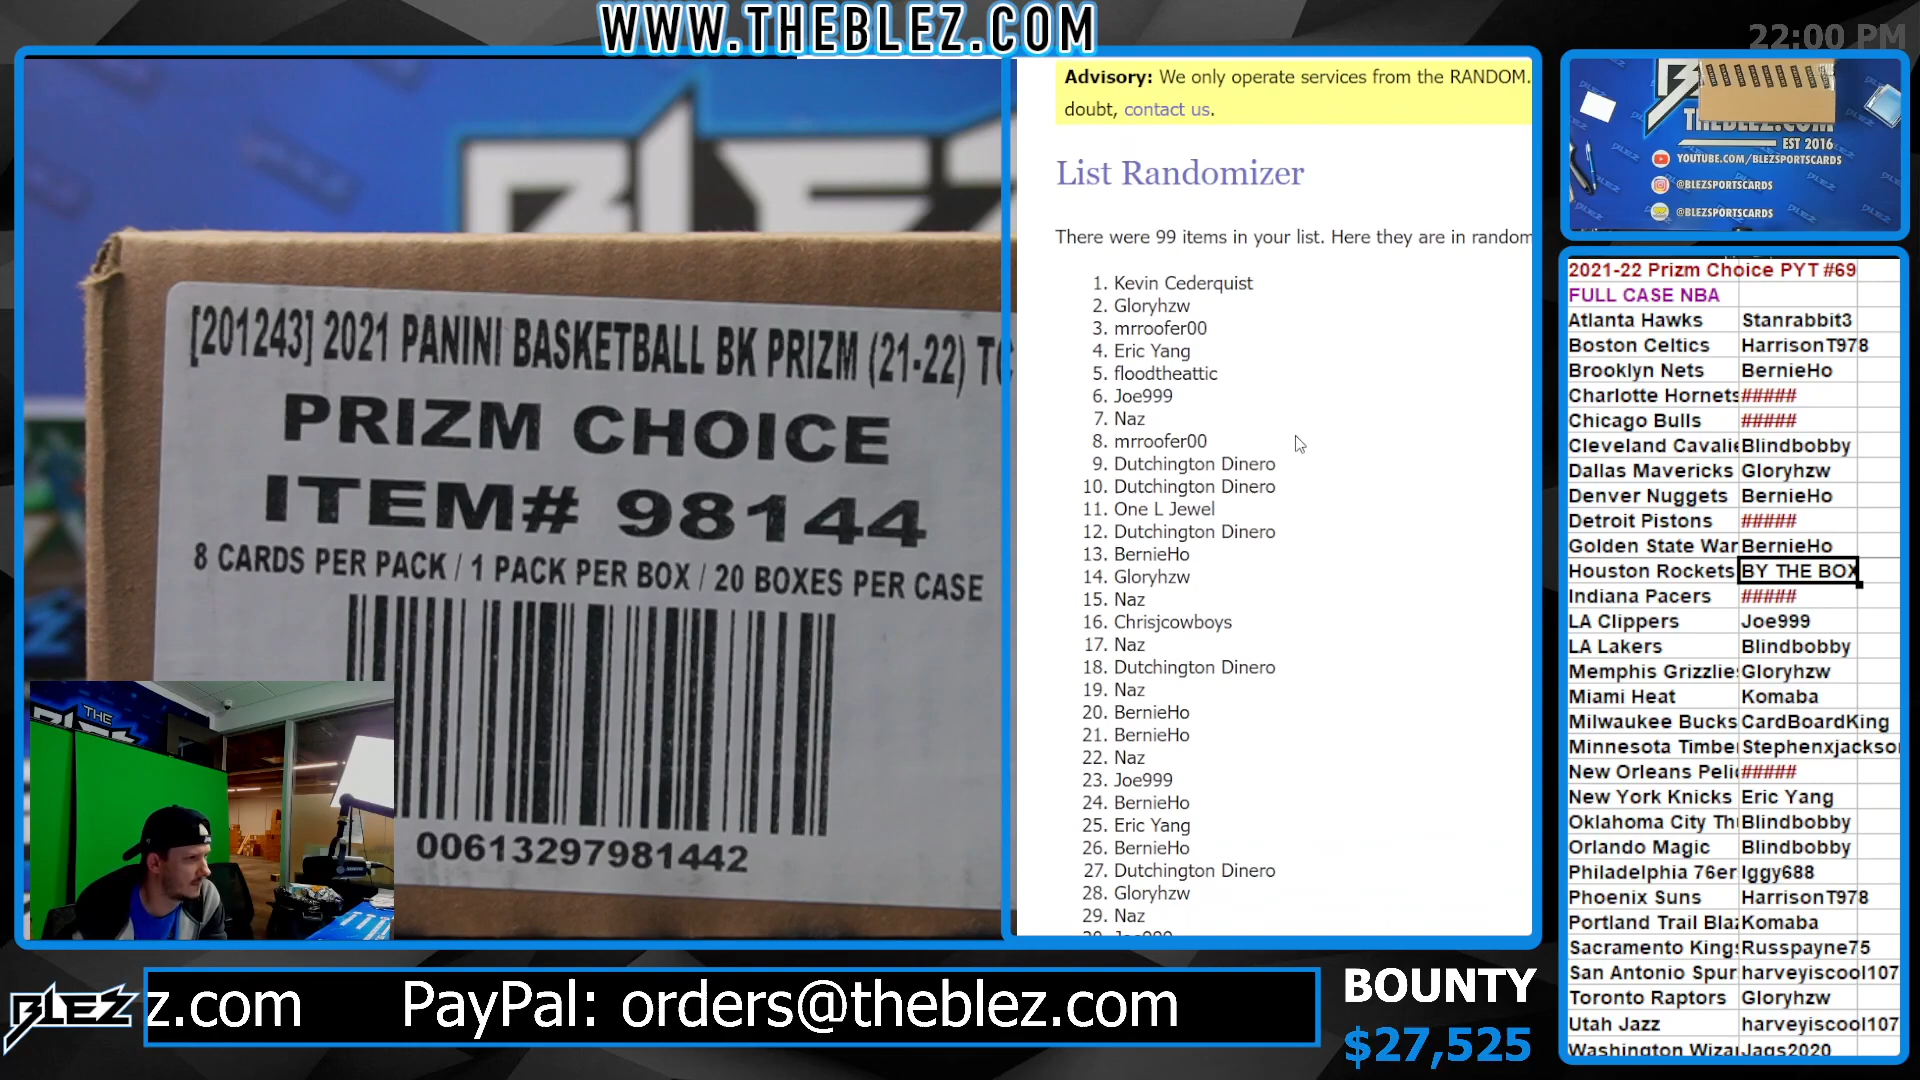 WWW.THEBLEZ.COM
22:00 PM
BLEZ
[201243] 2021 PANINI BASKETBALL BK PRIZM (21-22)
PRIZM CHOICE
ITEM# 98144
8 CARDS PER PACK / 1 PACK PER BOX / 20 BOXES PER CASE
00613297981442
THE
Advisory: We only operate services from the RANDOM.
doubt, contact us.
List Randomizer
There were 99 items in your list. Here they are in random
1. Kevin Cederquist
2. Gloryhzw
3. mrroofer00
4. Eric Yang
5. floodtheattic
6. Joe999
7. Naz
8. mrroofer00
9. Dutchington Dinero
10. Dutchington Dinero
11. One L Jewel
12. Dutchington Dinero
13. BernieHo
14. Gloryhzw
15. Naz
16. Chrisjcowboys
17. Naz
18. Dutchington Dinero
19. Naz
20. BernieHo
21. BernieHo
22. Naz
23. Joe999
24. BernieHo
25. Eric Yang
26. BernieHo
27. Dutchington Dinero
28. Gloryhzw
29. Naz
THEBLEZ.COM
EST 2016
YOUTUBE.COM/BLEZSPORTSCARDS
@BLEZSPORTSCARDS
@BLEZSPORTSCARDS
2021-22 Prizm Choice PYT #69
FULL CASE NBA
Atlanta Hawks Stanrabbit3
Boston Celtics HarrisonT978
Brooklyn Nets BernieHo
Charlotte Hornets #####
Chicago Bulls #####
Cleveland Cavalie Blindbobby
Dallas Mavericks Gloryhzw
Denver Nuggets BernieHo
Detroit Pistons #####
Golden State War BernieHo
Houston Rockets BY THE BOX
Indiana Pacers #####
LA Clippers Joe999
LA Lakers Blindbobby
Memphis Grizzlie Gloryhzw
Miami Heat Komaba
Milwaukee Bucks CardBoardKing
Minnesota Timbe Stephenxjackso
New Orleans Peli #####
New York Knicks Eric Yang
Oklahoma City Th Blindbobby
Orlando Magic Blindbobby
Philadelphia 76er Iggy688
Phoenix Suns HarrisonT978
Portland Trail Bla Komaba
Sacramento King Russpayne75
San Antonio Spur harveyiscool107
Toronto Raptors Gloryhzw
Utah Jazz harveyiscool107
Washington Wiza Jags2020
BLEZ
z.com PayPal: orders@theblez.com
BOUNTY
$27,525